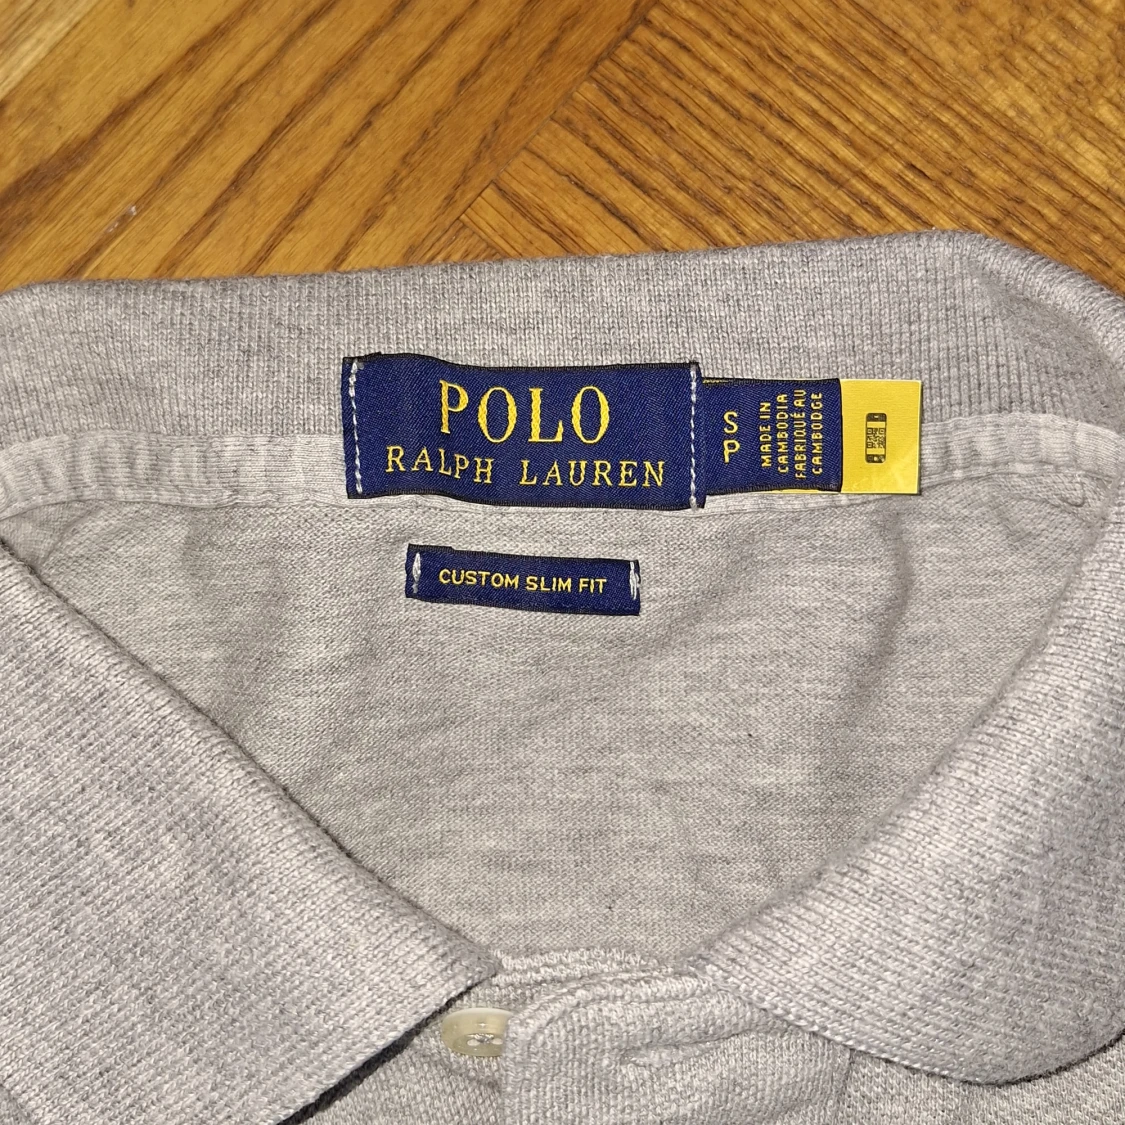 POLO
RALPH LAUREN
S
P
MADE IN
CAMBODIA
FABRIQUÉ AU
CAMBODGE
CUSTOM SLIM FIT